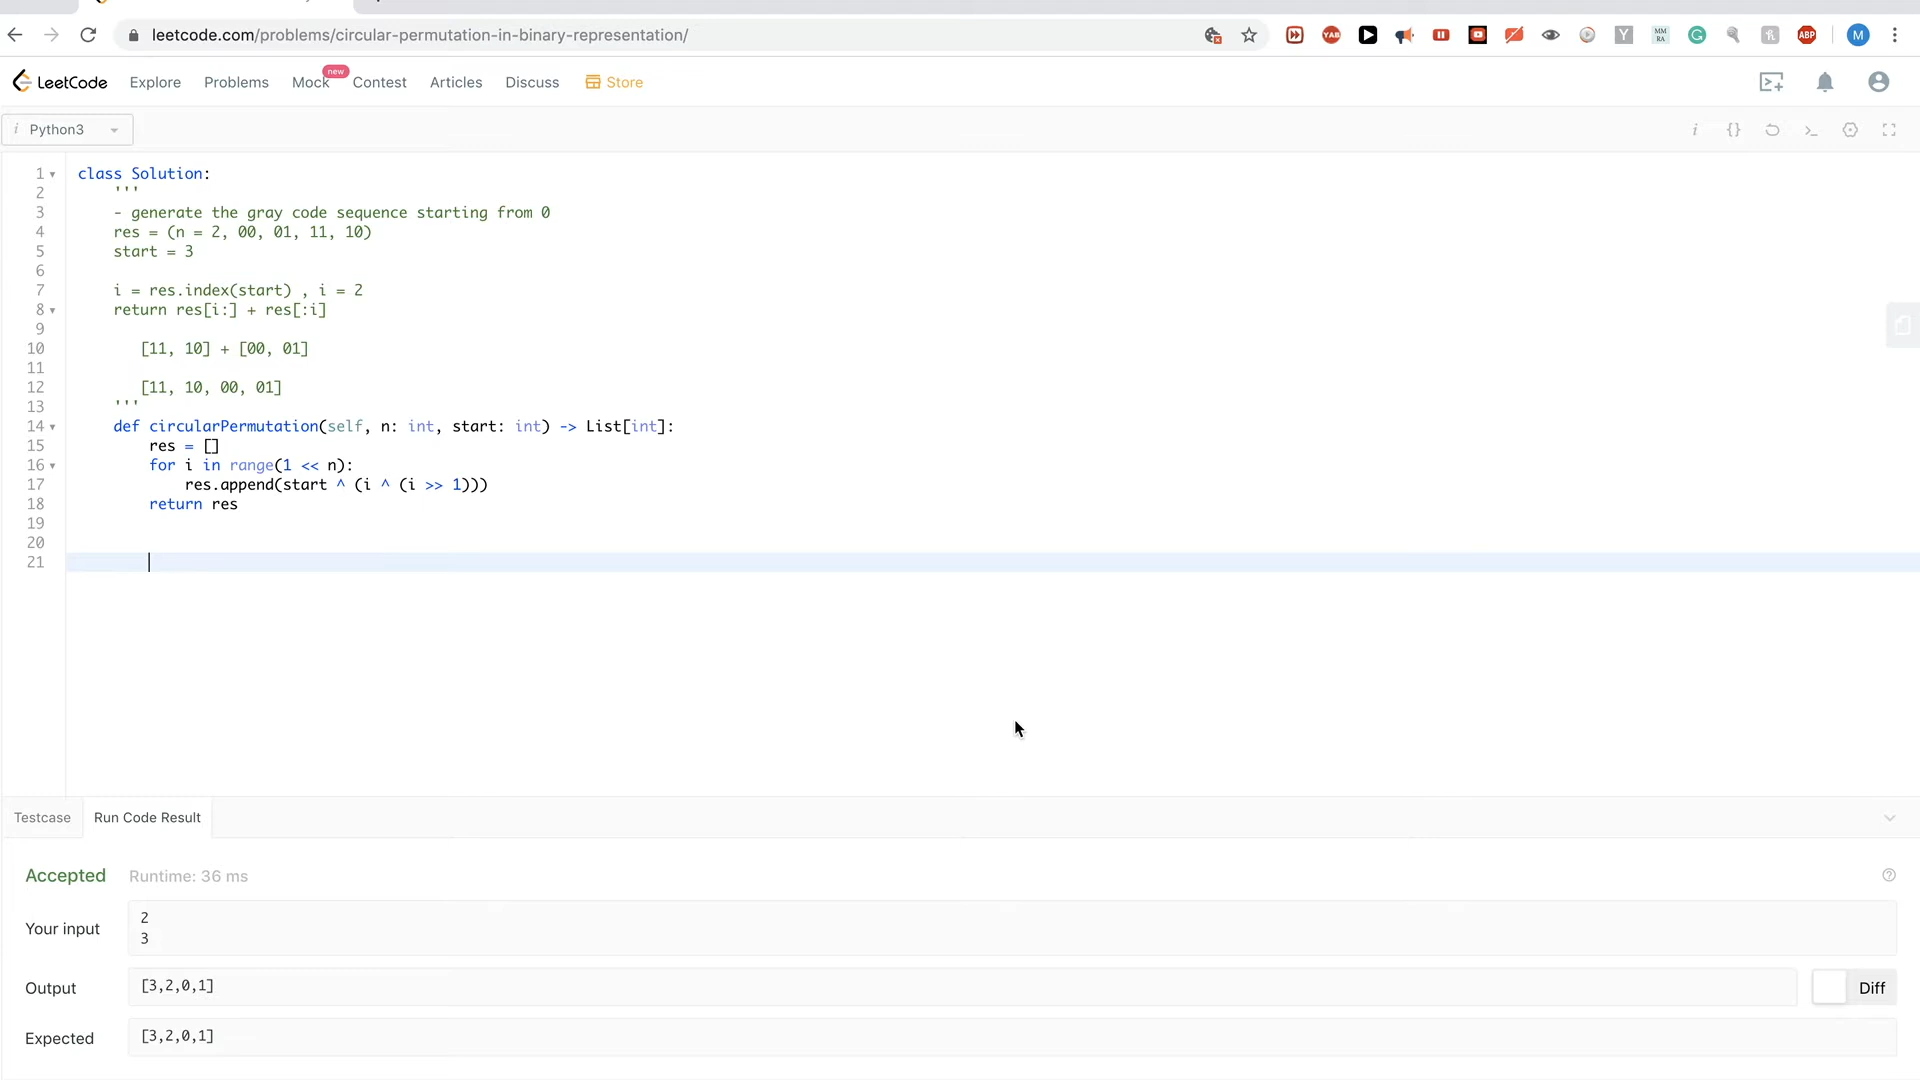 leetcode.com/problems/circular-permutation-in-binary-representation/
YAB
MM RA
Y
ABP
M
LeetCode Explore Problems Mock new Contest Articles Discuss Store
i Python3
i {} >_
1 class Solution:
2 '''
3 - generate the gray code sequence starting from 0
4 res = (n = 2, 00, 01, 11, 10)
5 start = 3
6
7 i = res.index(start) , i = 2
8 return res[i:] + res[:i]
9
10 [11, 10] + [00, 01]
11
12 [11, 10, 00, 01]
13 '''
14 def circularPermutation(self, n: int, start: int) -> List[int]:
15 res = []
16 for i in range(1 << n):
17 res.append(start ^ (i ^ (i >> 1)))
18 return res
19
20
21
Testcase Run Code Result
Accepted Runtime: 36 ms
Your input
2
3
Output [3,2,0,1] Diff
Expected [3,2,0,1]